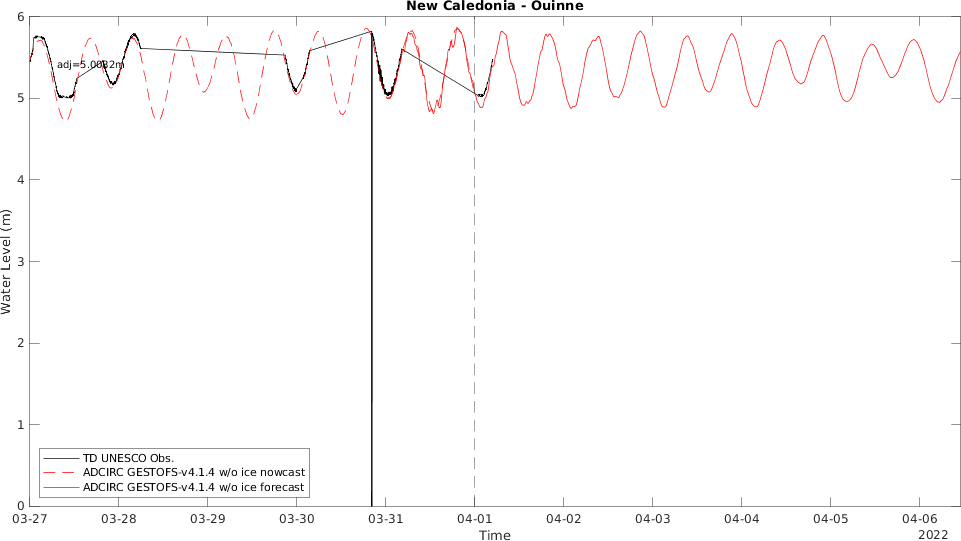 New Caledonia - Ouinne
6
5
4
3
2
1
0
Water Level (m)
adj=5.0082m
TD UNESCO Obs.
ADCIRC GESTOFS-v4.1.4 w/o ice nowcast
ADCIRC GESTOFS-v4.1.4 w/o ice forecast
03-27 03-28 03-29 03-30 03-31 04-01 04-02 04-03 04-04 04-05 04-06
Time
2022